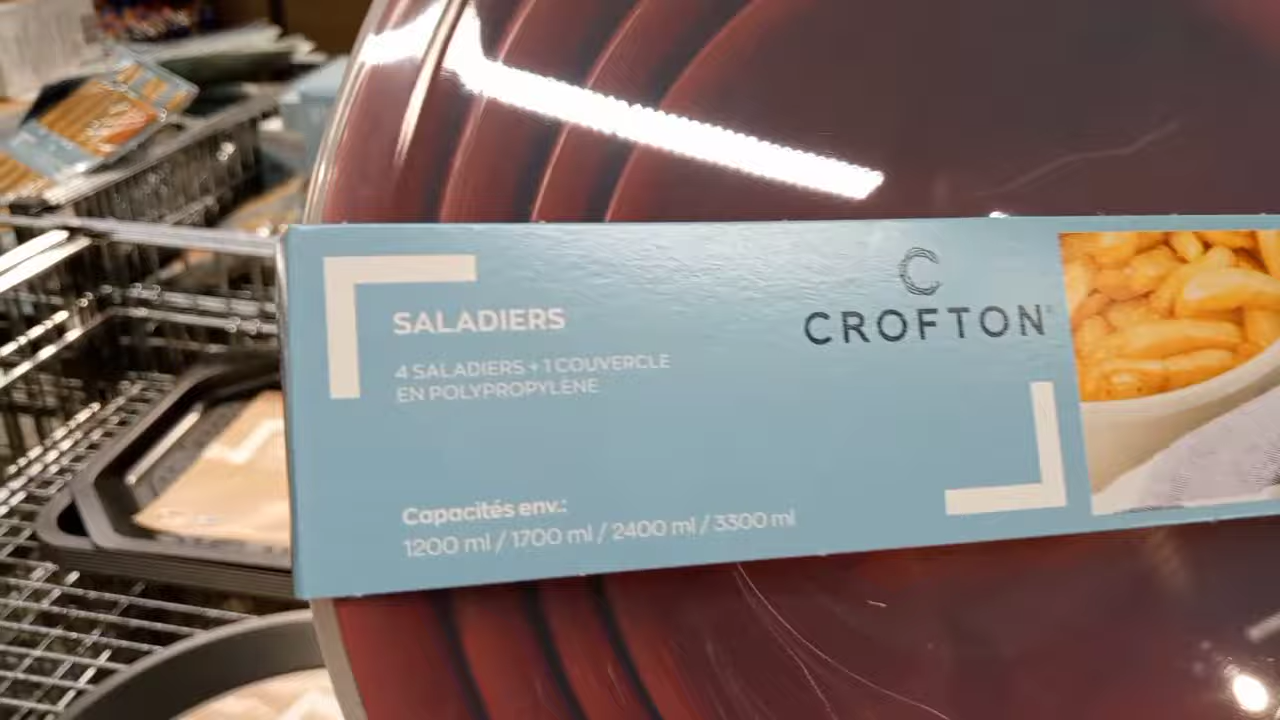 SALADIERS
4 SALADIERS + 1 COUVERCLE
EN POLYPROPYLÈNE
Capacités env.:
1200 ml / 1700 ml / 2400 ml / 3300 ml
C
CROFTON®